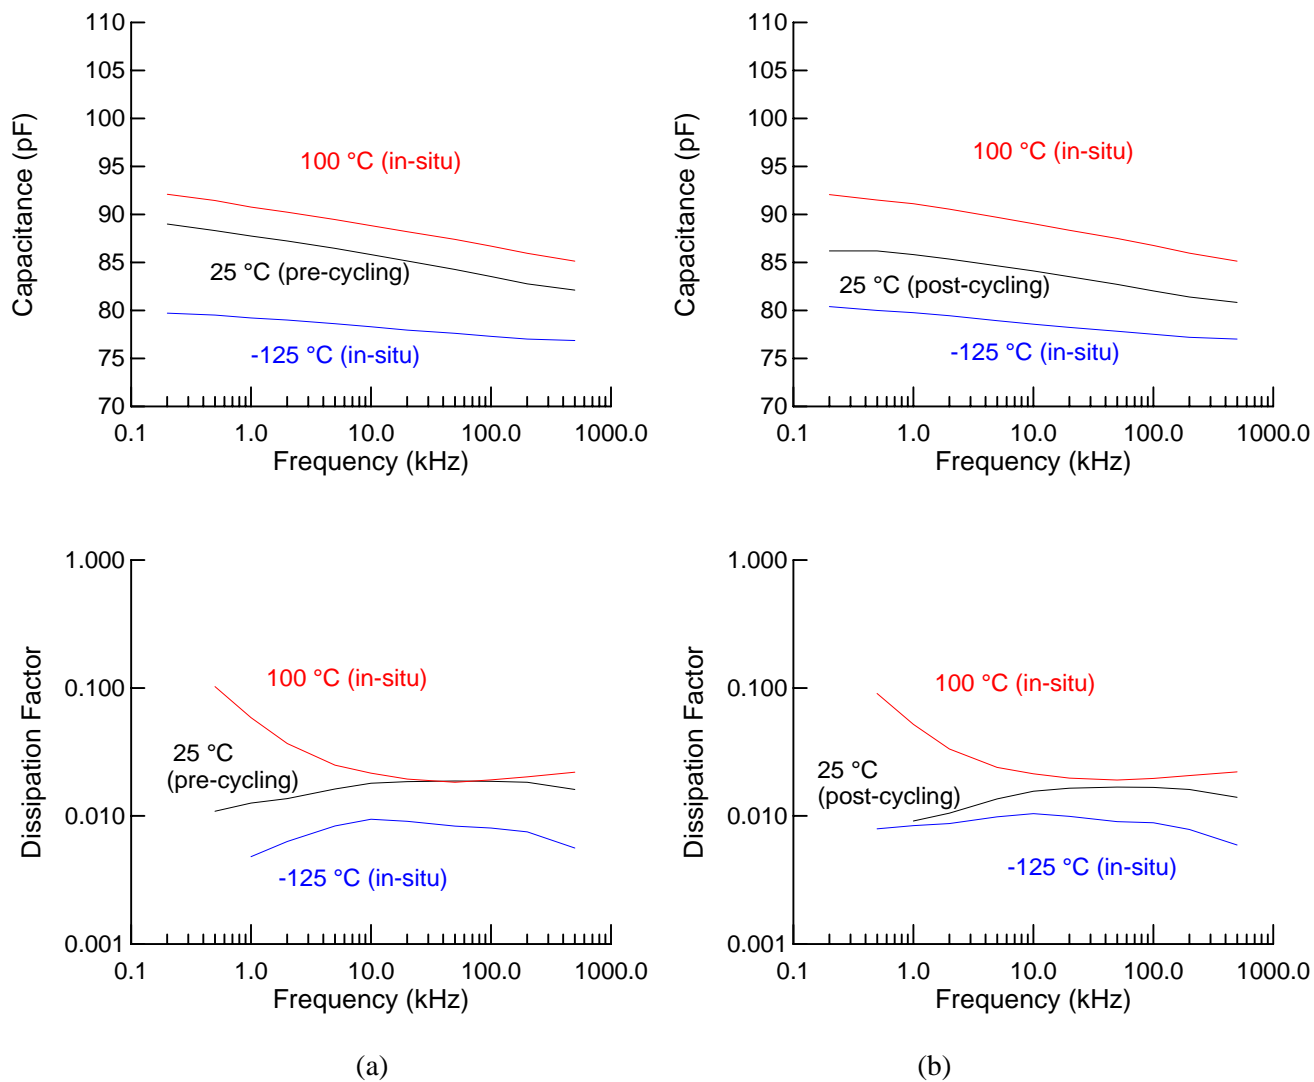 110
105
100
95
90
85
80
75
70
Capacitance (pF)
100 °C (in-situ)
25 °C (pre-cycling)
-125 °C (in-situ)
0.1 1.0 10.0 100.0 1000.0
Frequency (kHz)
110
105
100
95
90
85
80
75
70
Capacitance (pF)
100 °C (in-situ)
25 °C (post-cycling)
-125 °C (in-situ)
0.1 1.0 10.0 100.0 1000.0
Frequency (kHz)
1.000
0.100
0.010
0.001
Dissipation Factor
100 °C (in-situ)
25 °C
(pre-cycling)
-125 °C (in-situ)
0.1 1.0 10.0 100.0 1000.0
Frequency (kHz)
(a)
1.000
0.100
0.010
0.001
Dissipation Factor
100 °C (in-situ)
25 °C
(post-cycling)
-125 °C (in-situ)
0.1 1.0 10.0 100.0 1000.0
Frequency (kHz)
(b)